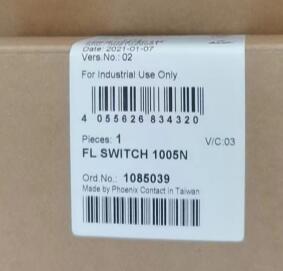 Date: 2021-01-07
Vers.No.: 02
For Industrial Use Only
4 055626 834320
Pieces: 1 V/C:03
FL SWITCH 1005N
Ord.No.: 1085039
Made by Phoenix Contact in Taiwan